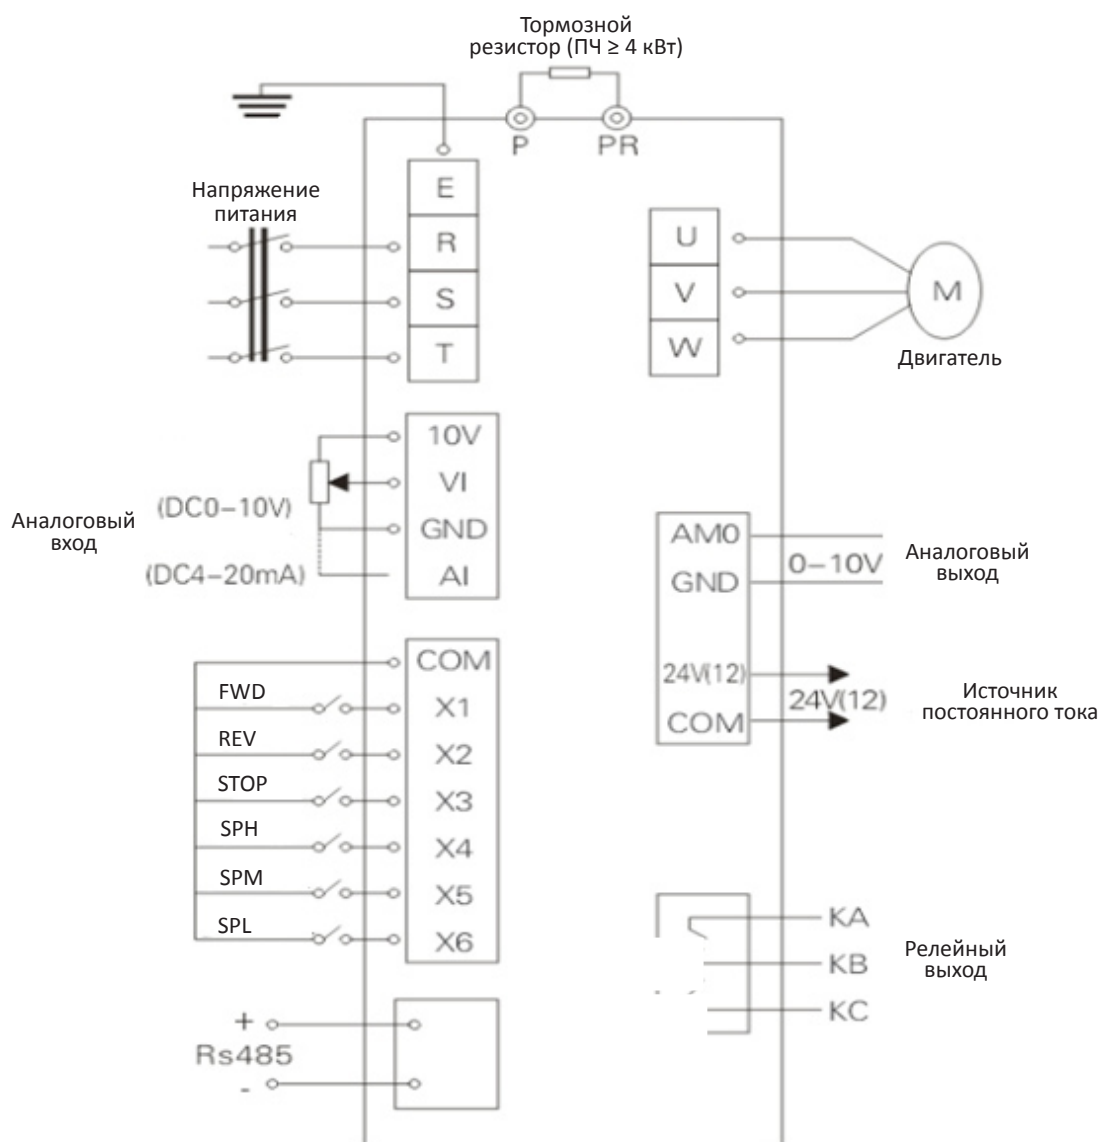 Тормозной
резистор (ПЧ ≥ 4 кВт)
P
PR
Напряжение
питания
E
R
S
T
U
V
W
M
Двигатель
Аналоговый
вход
(DC0-10V)
(DC4-20mA)
10V
VI
GND
AI
AM0
GND
0-10V
Аналоговый
выход
24V(12)
COM
24V(12)
Источник
постоянного тока
COM
FWD
X1
REV
X2
STOP
X3
SPH
X4
SPM
X5
SPL
X6
KA
KB
KC
Релейный
выход
+
Rs485
-